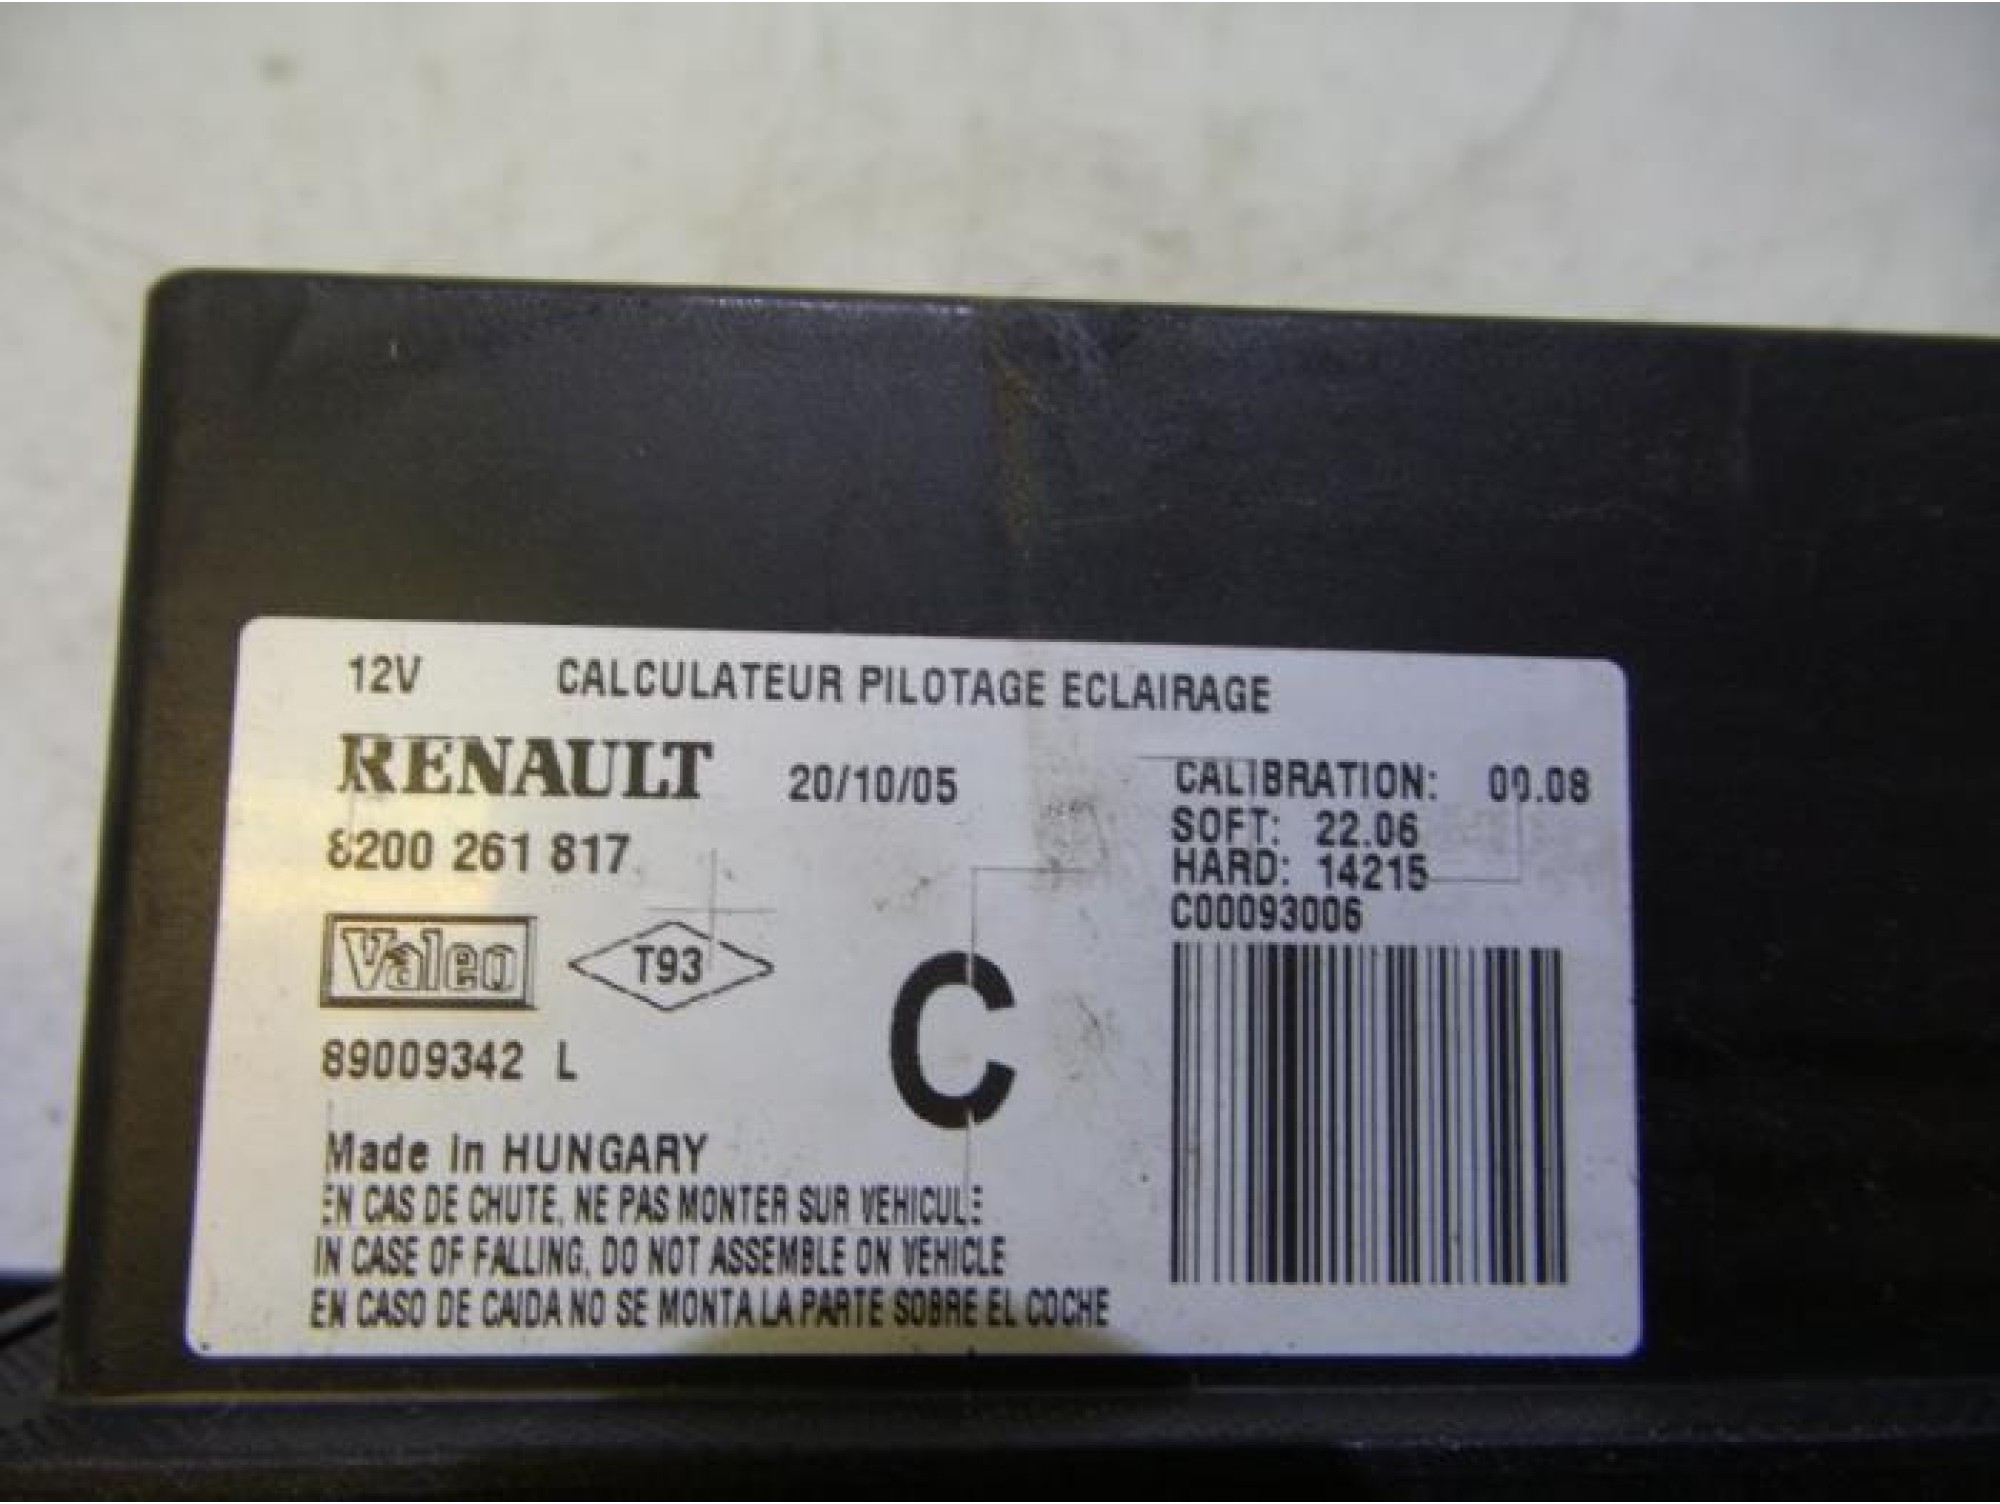 12V CALCULATEUR PILOTAGE ECLAIRAGE
RENAULT 20/10/05
8200 261 817
CALIBRATION: 00.08
SOFT: 22.06
HARD: 14215
C00093006
Valeo T93
C
89009342 L
Made in HUNGARY
EN CAS DE CHUTE, NE PAS MONTER SUR VEHICULE
IN CASE OF FALLING, DO NOT ASSEMBLE ON VEHICLE
EN CASO DE CAIDA NO SE MONTA LA PARTE SOBRE EL COCHE